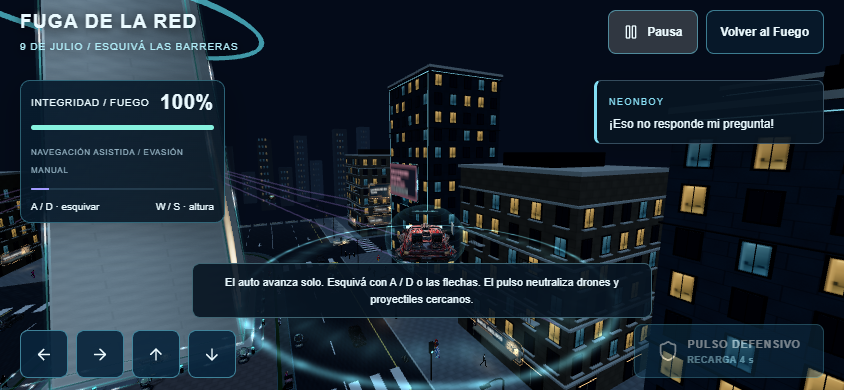 FUGA DE LA RED
9 DE JULIO / ESQUIVÁ LAS BARRERAS
Pausa
Volver al Fuego
INTEGRIDAD / FUEGO 100%
NAVEGACIÓN ASISTIDA / EVASIÓN
MANUAL
A / D · esquivar
W / S · altura
NEONBOY
¡Eso no responde mi pregunta!
El auto avanza solo. Esquivá con A / D o las flechas. El pulso neutraliza drones y
proyectiles cercanos.
PULSO DEFENSIVO
RECARGA 4 s